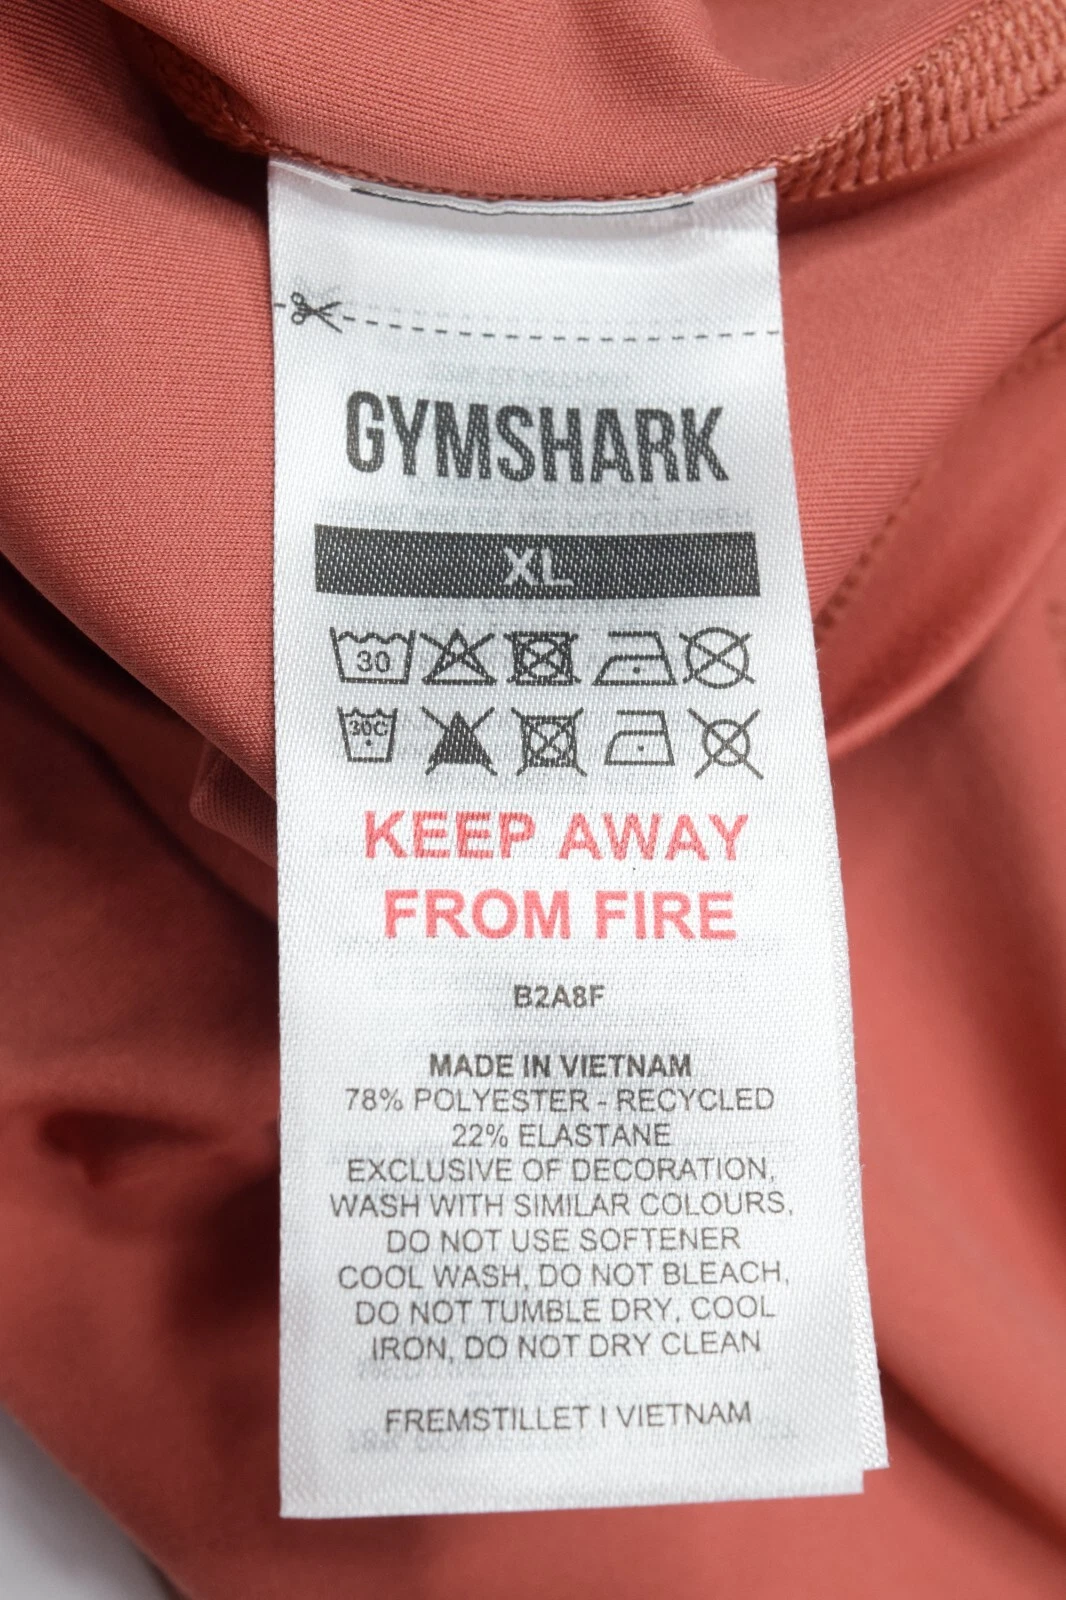 GYMSHARK
XL
30
30C
KEEP AWAY
FROM FIRE
B2A8F
MADE IN VIETNAM
78% POLYESTER - RECYCLED
22% ELASTANE
EXCLUSIVE OF DECORATION,
WASH WITH SIMILAR COLOURS,
DO NOT USE SOFTENER
COOL WASH, DO NOT BLEACH,
DO NOT TUMBLE DRY, COOL
IRON, DO NOT DRY CLEAN
FREMSTILLET I VIETNAM